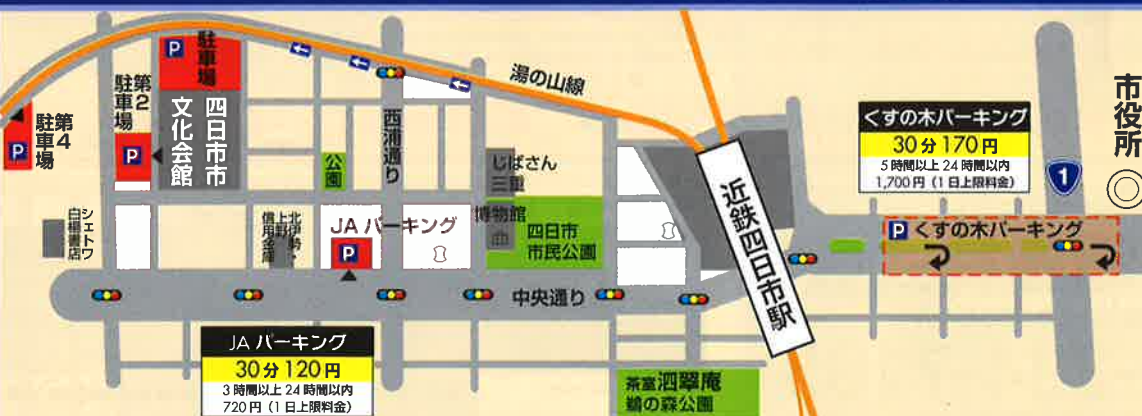 湯の山線
P 駐車場
第2駐車場
P
四日市市文化会館
第4駐車場
P
西浦通り
公園
じばさん三重
博物館
四日市
市民公園
シェトワ
白楊書店
北伊勢
上野
信用金庫
JA パーキング
P
中央通り
近鉄四日市駅
くすの木パーキング
30分 170円
5時間以上 24時間以内
1,700円（1日上限料金）
市役所
1
P くすの木パーキング
JA パーキング
30分 120円
3時間以上 24時間以内
720円（1日上限料金）
茶室 泗翠庵
鵜の森公園